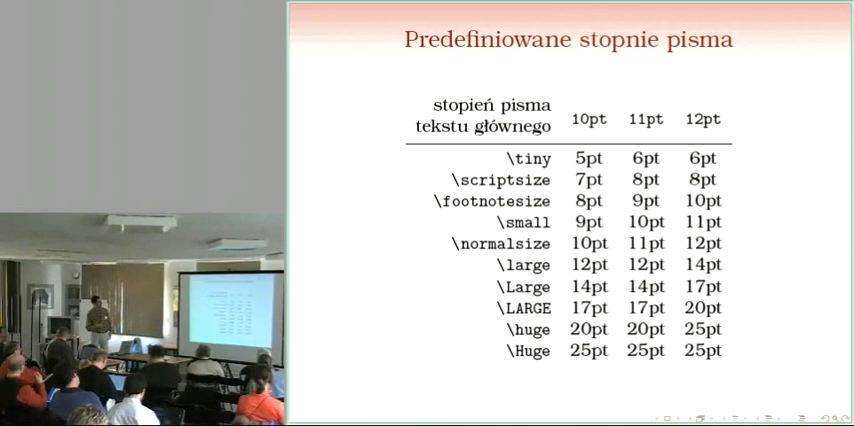 Predefiniowane stopnie pisma
stopień pisma
tekstu głównego 10pt 11pt 12pt
\tiny 5pt 6pt 6pt
\scriptsize 7pt 8pt 8pt
\footnotesize 8pt 9pt 10pt
\small 9pt 10pt 11pt
\normalsize 10pt 11pt 12pt
\large 12pt 12pt 14pt
\Large 14pt 14pt 17pt
\LARGE 17pt 17pt 20pt
\huge 20pt 20pt 25pt
\Huge 25pt 25pt 25pt